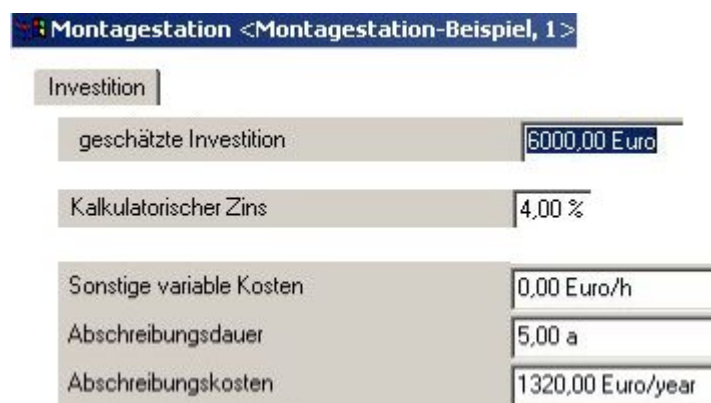 Montagestation <Montagestation-Beispiel, 1>
Investition
geschätzte Investition 6000,00 Euro
Kalkulatorischer Zins 4,00 %
Sonstige variable Kosten 0,00 Euro/h
Abschreibungsdauer 5,00 a
Abschreibungskosten 1320,00 Euro/year